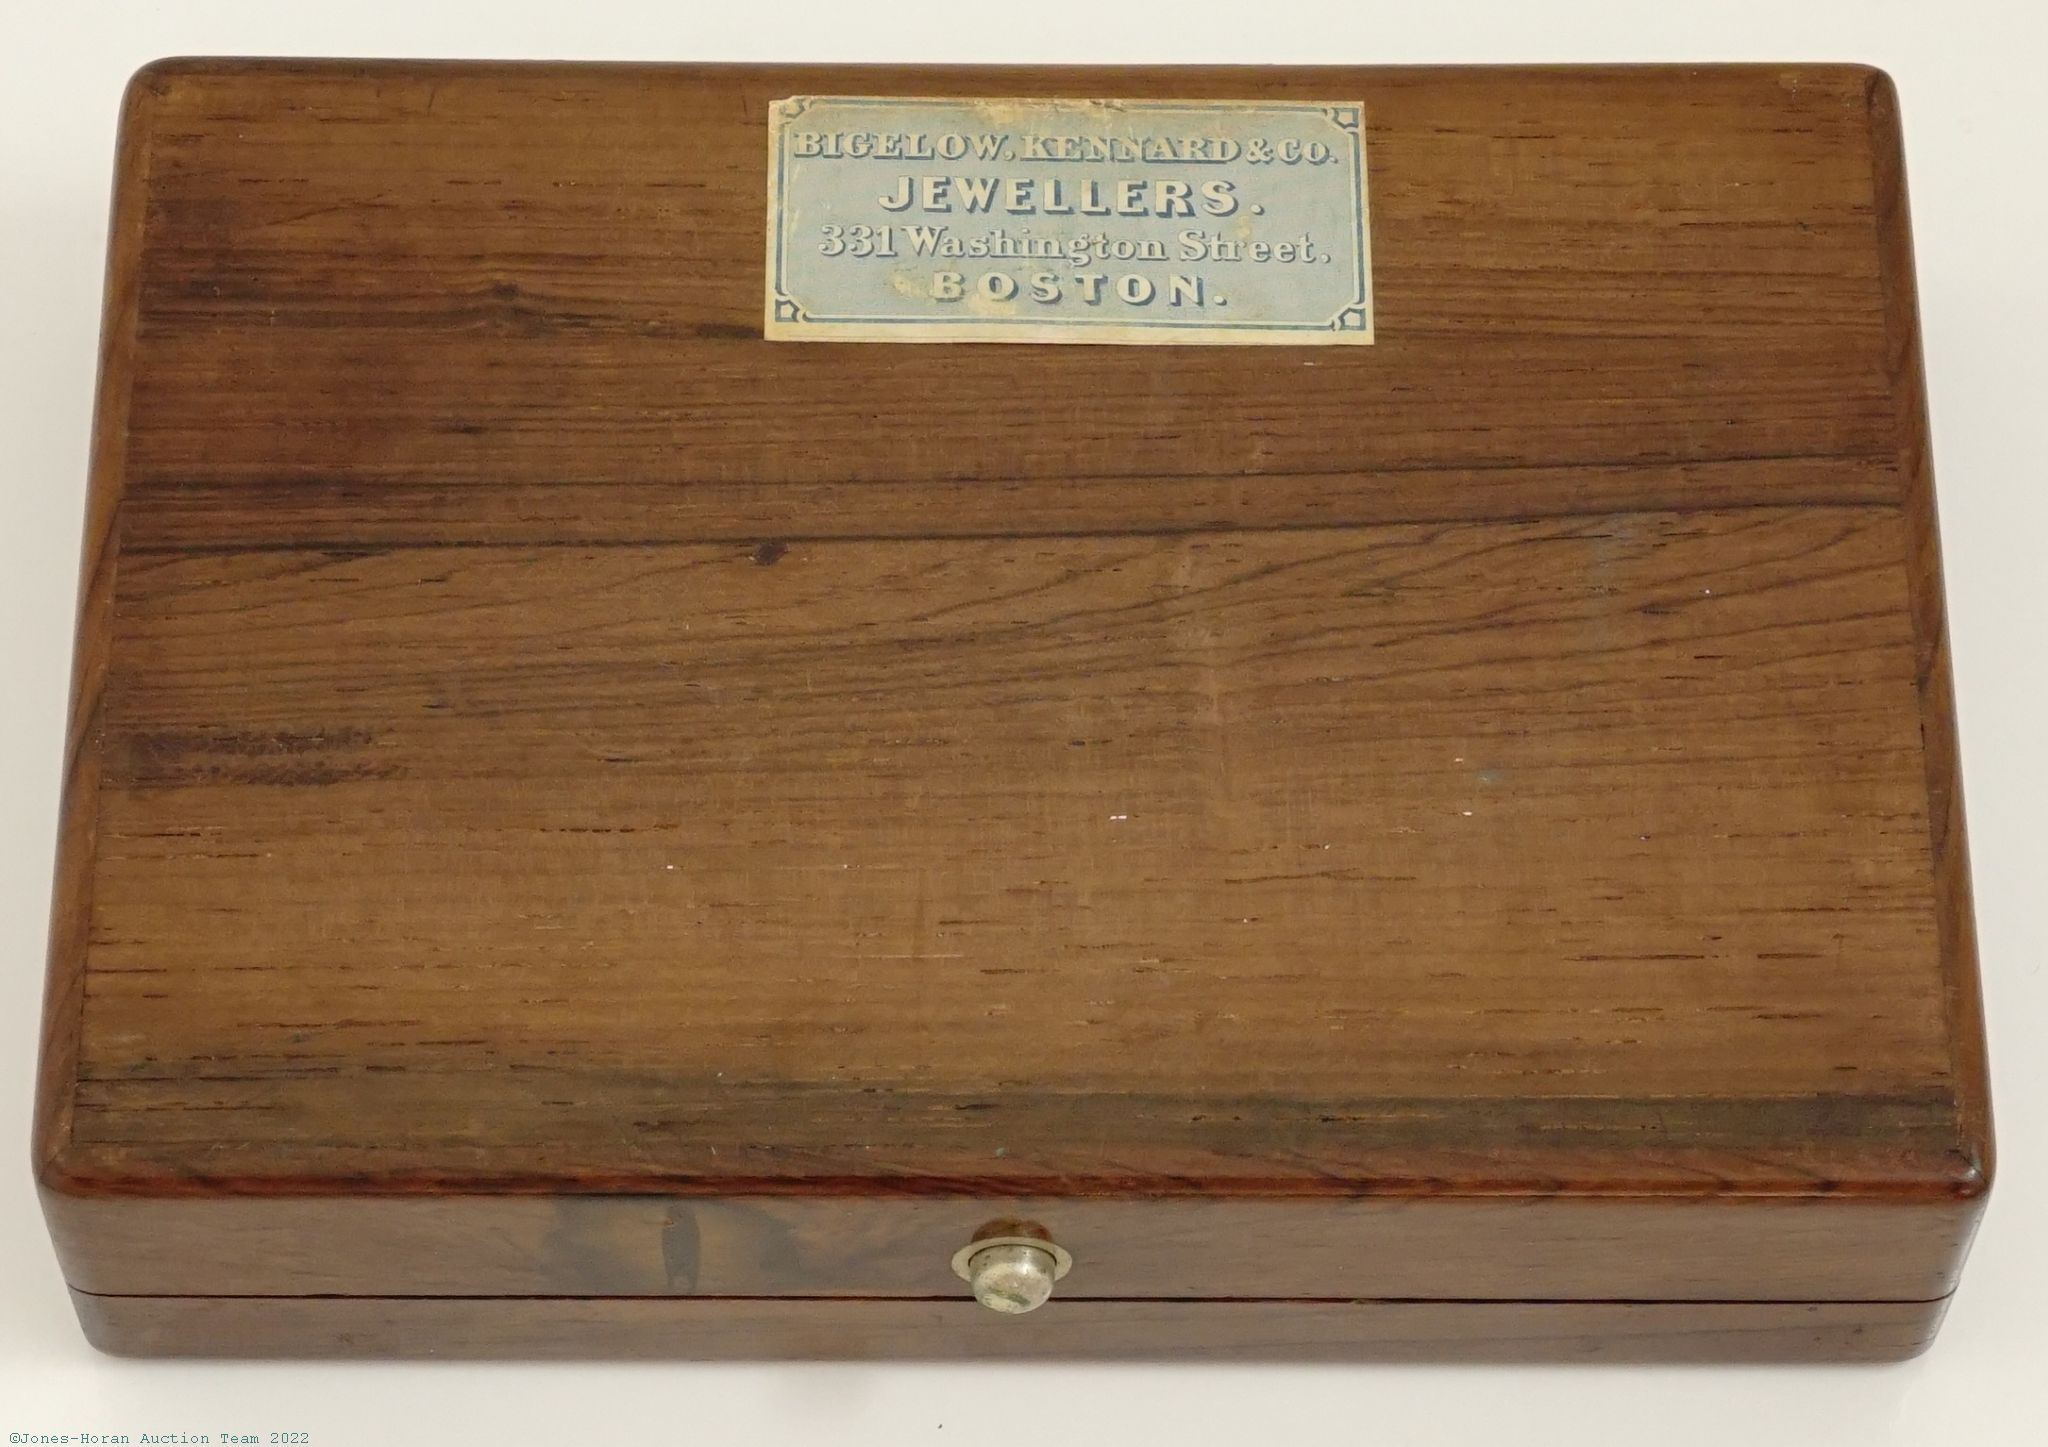 BIGELOW, KENNARD & CO.
JEWELLERS.
331 Washington Street.
BOSTON.
©Jones-Horan Auction Team 2022